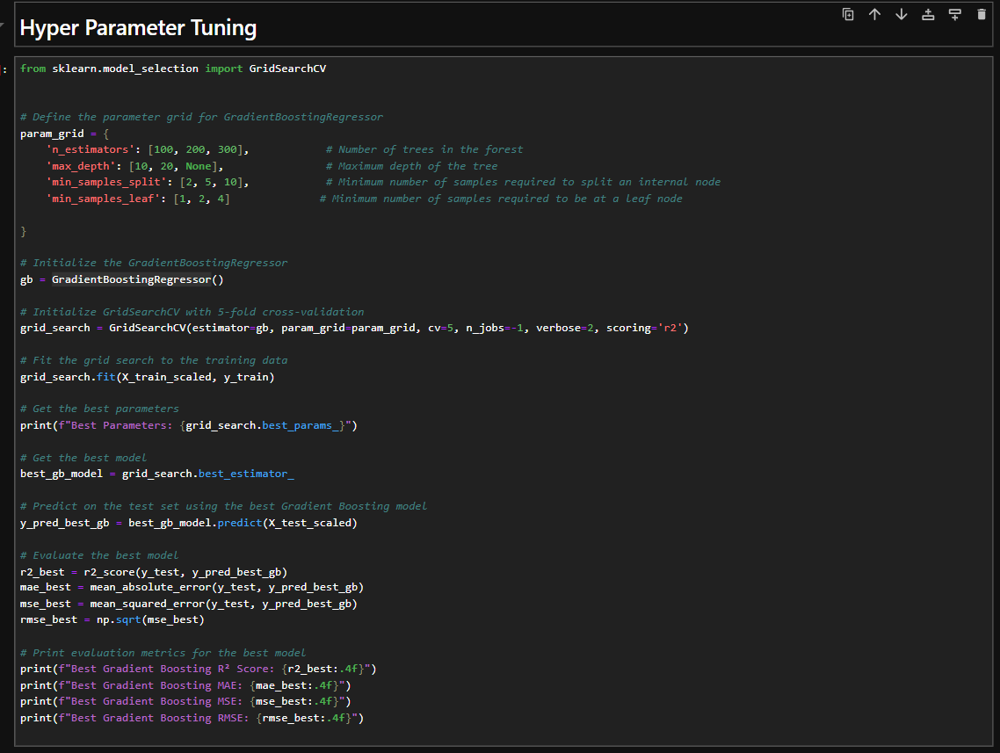 Hyper Parameter Tuning
:
from sklearn.model_selection import GridSearchCV
# Define the parameter grid for GradientBoostingRegressor
param_grid = {
'n_estimators': [100, 200, 300], # Number of trees in the forest
'max_depth': [10, 20, None], # Maximum depth of the tree
'min_samples_split': [2, 5, 10], # Minimum number of samples required to split an internal node
'min_samples_leaf': [1, 2, 4] # Minimum number of samples required to be at a leaf node
}
# Initialize the GradientBoostingRegressor
gb = GradientBoostingRegressor()
# Initialize GridSearchCV with 5-fold cross-validation
grid_search = GridSearchCV(estimator=gb, param_grid=param_grid, cv=5, n_jobs=-1, verbose=2, scoring='r2')
# Fit the grid search to the training data
grid_search.fit(X_train_scaled, y_train)
# Get the best parameters
print(f"Best Parameters: {grid_search.best_params_}")
# Get the best model
best_gb_model = grid_search.best_estimator_
# Predict on the test set using the best Gradient Boosting model
y_pred_best_gb = best_gb_model.predict(X_test_scaled)
# Evaluate the best model
r2_best = r2_score(y_test, y_pred_best_gb)
mae_best = mean_absolute_error(y_test, y_pred_best_gb)
mse_best = mean_squared_error(y_test, y_pred_best_gb)
rmse_best = np.sqrt(mse_best)
# Print evaluation metrics for the best model
print(f"Best Gradient Boosting R² Score: {r2_best:.4f}")
print(f"Best Gradient Boosting MAE: {mae_best:.4f}")
print(f"Best Gradient Boosting MSE: {mse_best:.4f}")
print(f"Best Gradient Boosting RMSE: {rmse_best:.4f}")